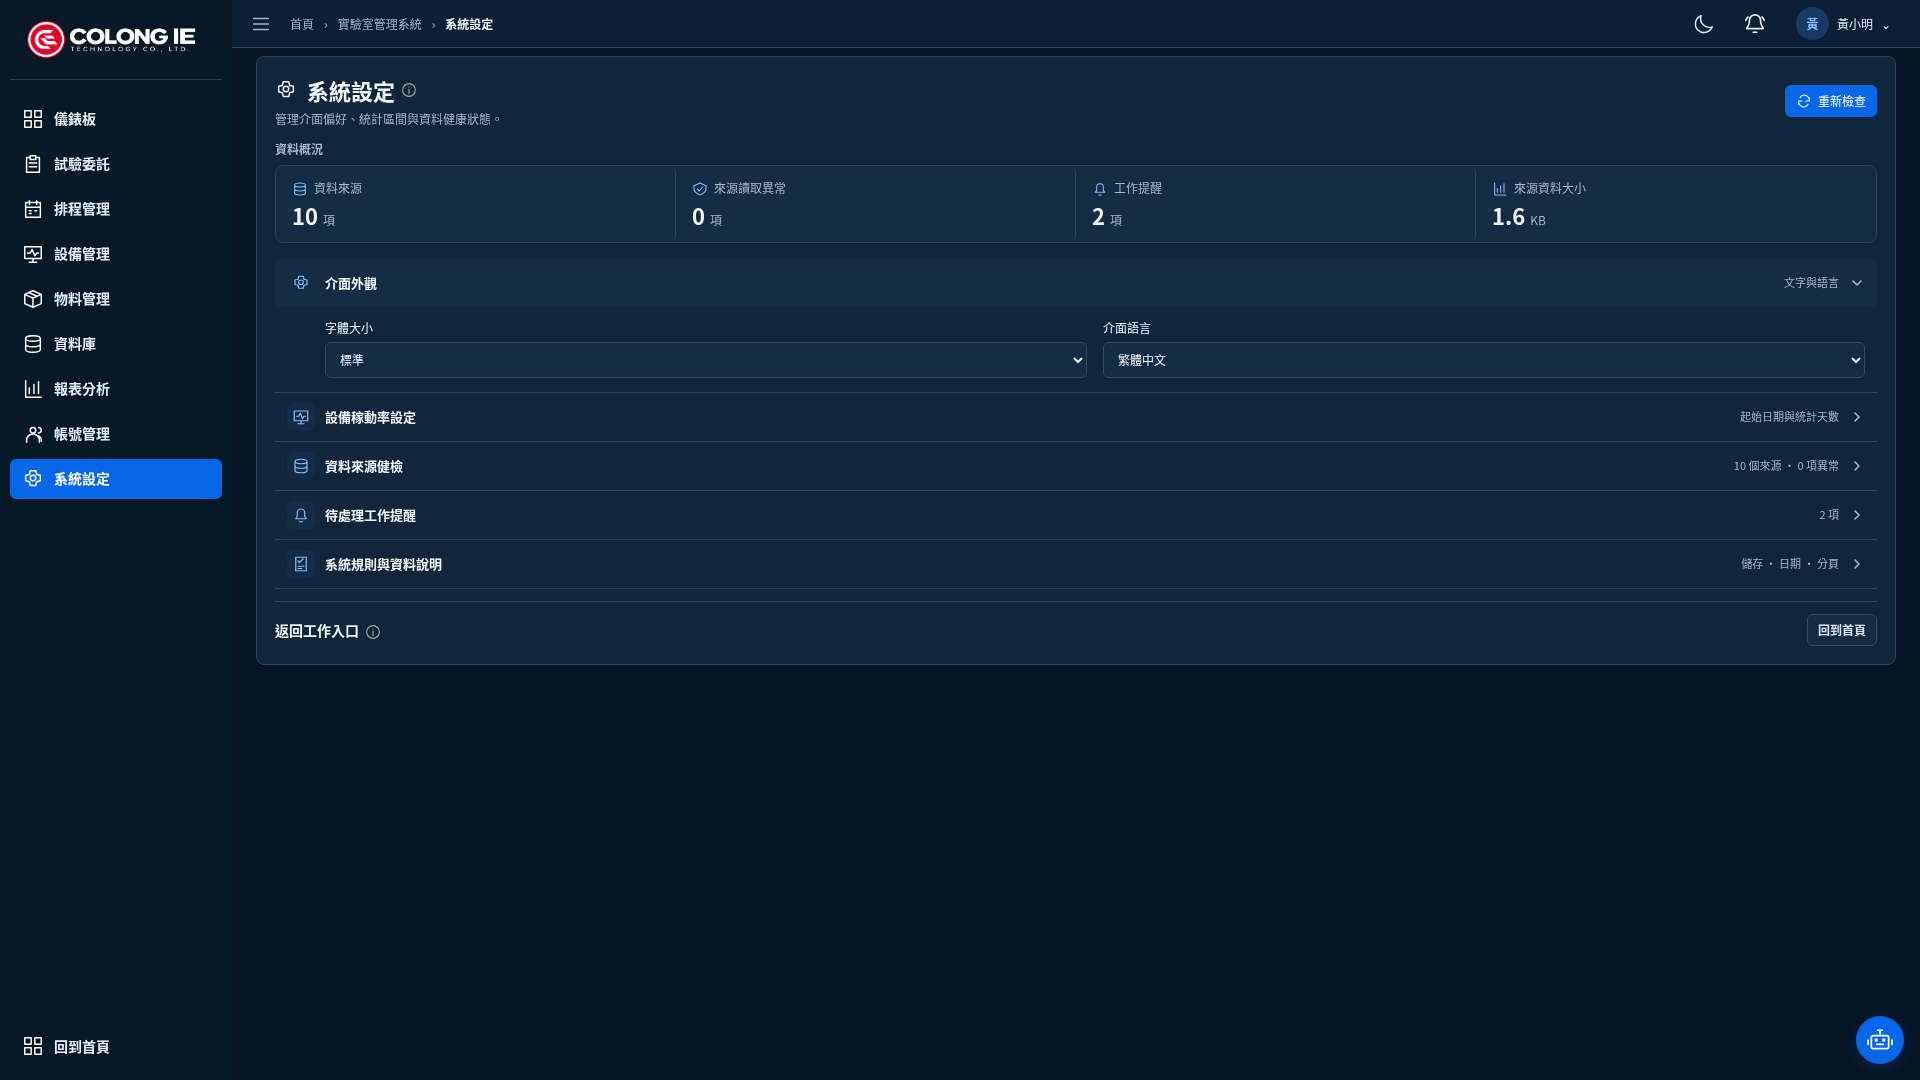 COLONG IE
TECHNOLOGY CO., LTD.
儀錶板
試驗委託
排程管理
設備管理
物料管理
資料庫
報表分析
帳號管理
系統設定
回到首頁
首頁 › 實驗室管理系統 › 系統設定
黃 黃小明
系統設定
管理介面偏好、統計區間與資料健康狀態。
重新檢查
資料概況
資料來源
10 項
來源讀取異常
0 項
工作提醒
2 項
來源資料大小
1.6 KB
介面外觀
文字與語言
字體大小
標準
介面語言
繁體中文
設備稼動率設定
起始日期與統計天數
資料來源健檢
10 個來源 · 0 項異常
待處理工作提醒
2 項
系統規則與資料說明
儲存 · 日期 · 分頁
返回工作入口
回到首頁